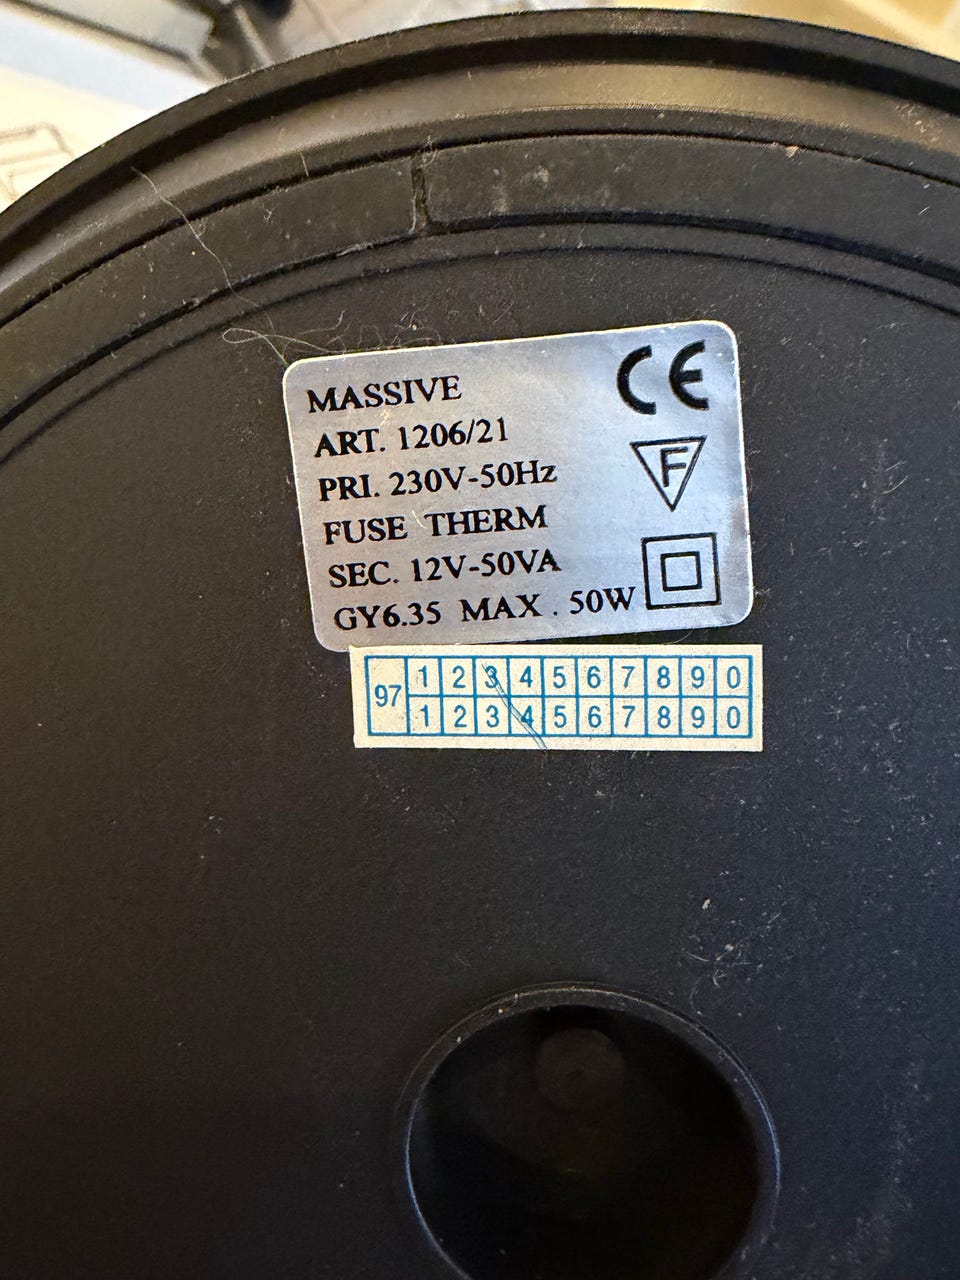 MASSIVE
ART. 1206/21
PRI. 230V-50Hz
FUSE THERM
SEC. 12V-50VA
GY6.35 MAX . 50W
CE
F
97
1 2 3 4 5 6 7 8 9 0
1 2 3 4 5 6 7 8 9 0